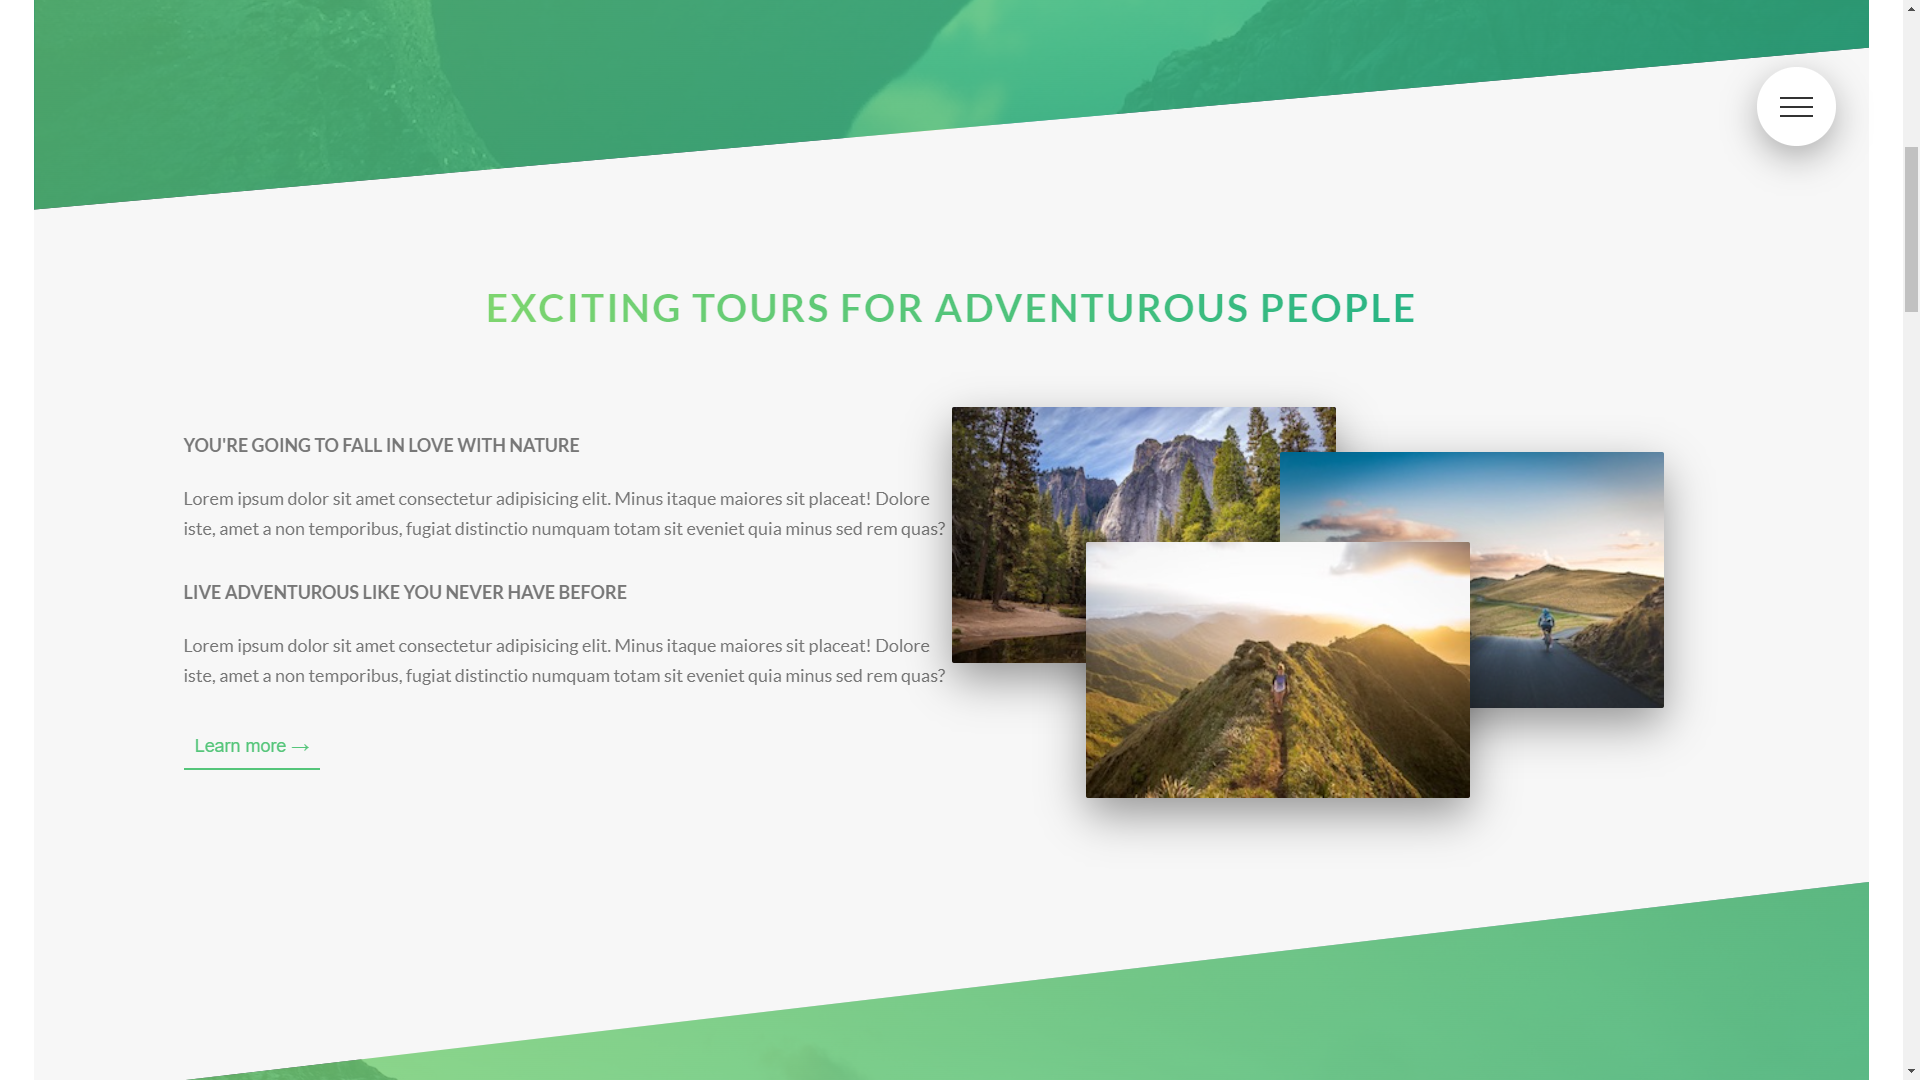 EXCITING TOURS FOR ADVENTUROUS PEOPLE
YOU'RE GOING TO FALL IN LOVE WITH NATURE
Lorem ipsum dolor sit amet consectetur adipisicing elit. Minus itaque maiores sit placeat! Dolore
iste, amet a non temporibus, fugiat distinctio numquam totam sit eveniet quia minus sed rem quas?
LIVE ADVENTUROUS LIKE YOU NEVER HAVE BEFORE
Lorem ipsum dolor sit amet consectetur adipisicing elit. Minus itaque maiores sit placeat! Dolore
iste, amet a non temporibus, fugiat distinctio numquam totam sit eveniet quia minus sed rem quas?
Learn more →